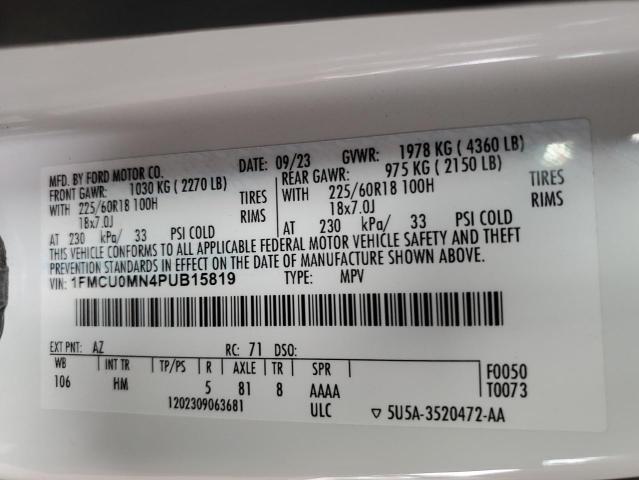 MFD. BY FORD MOTOR CO. DATE: 09/23 GVWR: 1978 KG ( 4360 LB)
FRONT GAWR: 1030 KG ( 2270 LB) REAR GAWR: 975 KG ( 2150 LB)
WITH 225/60R18 100H TIRES WITH 225/60R18 100H TIRES
18x7.0J RIMS 18x7.0J RIMS
AT 230 kPa/ 33 PSI COLD AT 230 kPa/ 33 PSI COLD
THIS VEHICLE CONFORMS TO ALL APPLICABLE FEDERAL MOTOR VEHICLE SAFETY AND THEFT
PREVENTION STANDARDS IN EFFECT ON THE DATE OF MANUFACTURE SHOWN ABOVE.
VIN: 1FMCU0MN4PUB15819 TYPE: MPV
EXT PNT: AZ RC: 71 DSO:
WB INT TR TP/PS R AXLE TR SPR F0050
106 HM 5 81 8 AAAA T0073
1202309063681 ULC ▽ 5U5A-3520472-AA